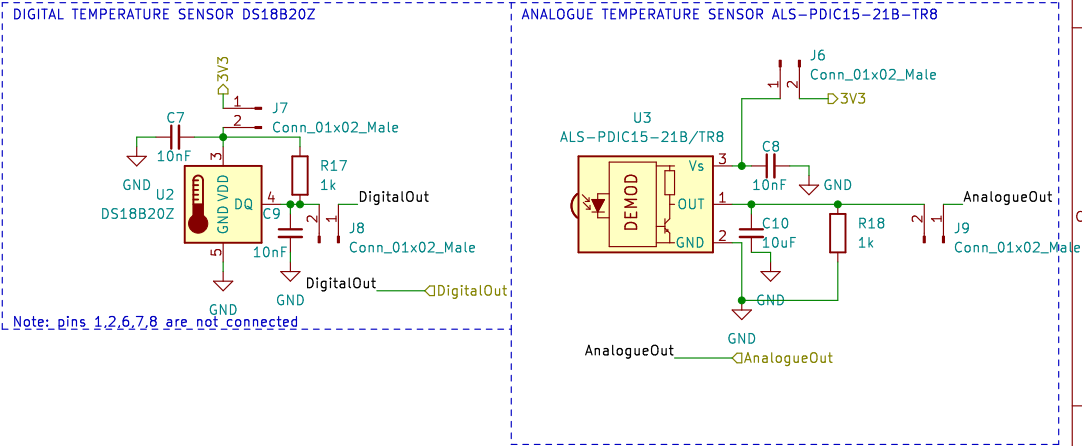 DIGITAL TEMPERATURE SENSOR DS18B20Z
3V3
1
2
J7
Conn_01x02_Male
C7
10nF
GND
3
VDD
GND
DQ
4
5
U2
DS18B20Z
R17
1k
C9
10nF
GND
2
1
DigitalOut
J8
Conn_01x02_Male
GND
DigitalOut
DigitalOut
Note: pins 1,2,6,7,8 are not connected
ANALOGUE TEMPERATURE SENSOR ALS-PDIC15-21B-TR8
J6
Conn_01x02_Male
1
2
3V3
U3
ALS-PDIC15-21B/TR8
DEMOD
Vs
3
OUT
1
GND
2
C8
10nF
GND
C10
10uF
GND
R18
1k
GND
2
1
AnalogueOut
J9
Conn_01x02_Male
AnalogueOut
AnalogueOut
C